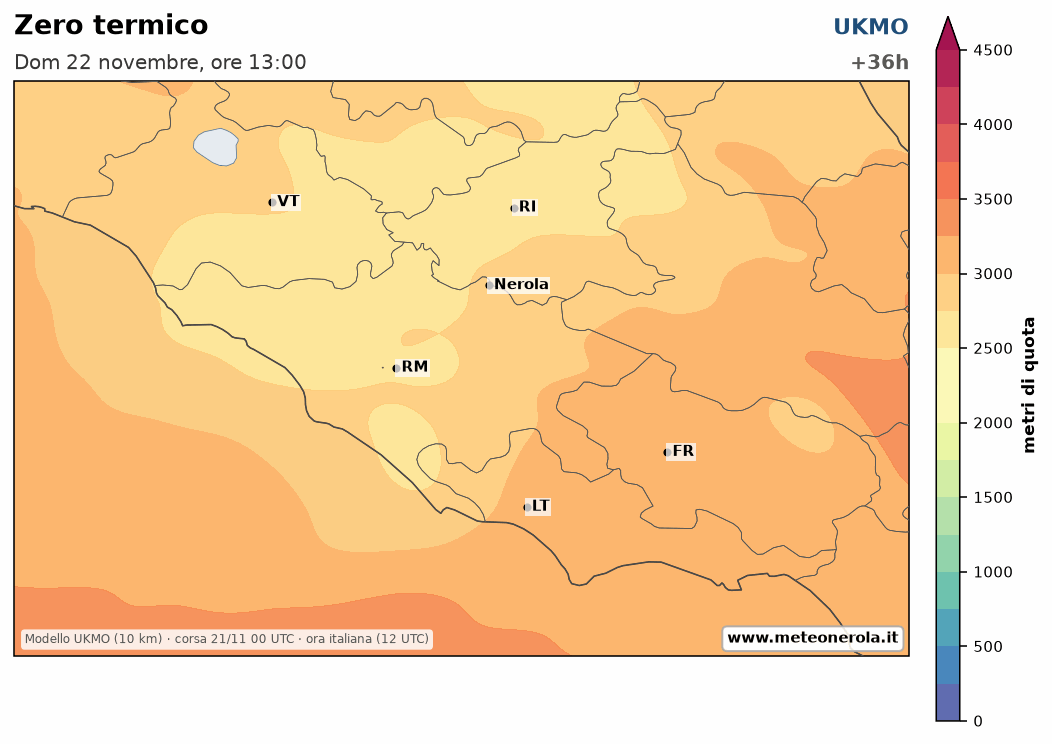 Zero termico
UKMO
Dom 22 novembre, ore 13:00
+36h
VT
RI
Nerola
RM
FR
LT
Modello UKMO (10 km) · corsa 21/11 00 UTC · ora italiana (12 UTC)
www.meteonerola.it
4500
4000
3500
3000
2500
2000
1500
1000
500
0
metri di quota